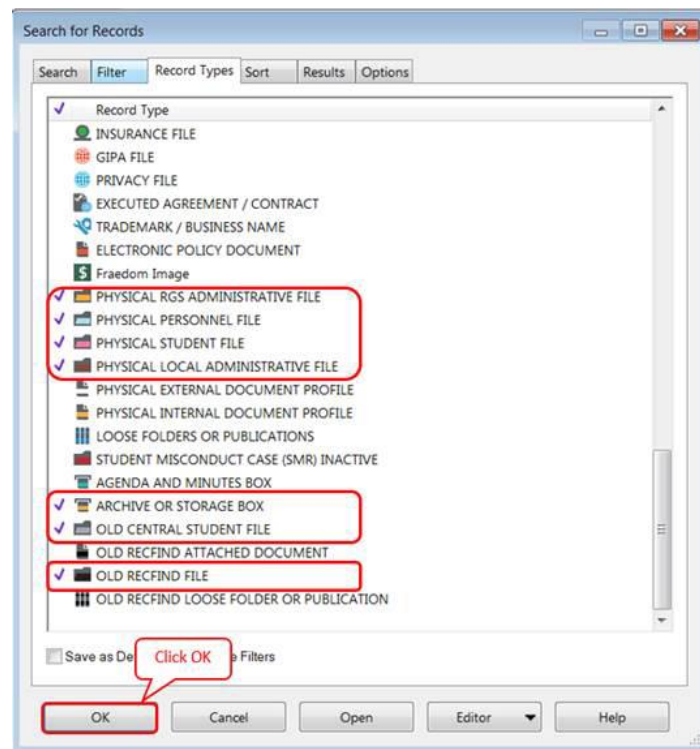 Search for Records
Search Filter Record Types Sort Results Options
Record Type
INSURANCE FILE
GIPA FILE
PRIVACY FILE
EXECUTED AGREEMENT / CONTRACT
TRADEMARK / BUSINESS NAME
ELECTRONIC POLICY DOCUMENT
Fraedom Image
PHYSICAL RGS ADMINISTRATIVE FILE
PHYSICAL PERSONNEL FILE
PHYSICAL STUDENT FILE
PHYSICAL LOCAL ADMINISTRATIVE FILE
PHYSICAL EXTERNAL DOCUMENT PROFILE
PHYSICAL INTERNAL DOCUMENT PROFILE
LOOSE FOLDERS OR PUBLICATIONS
STUDENT MISCONDUCT CASE (SMR) INACTIVE
AGENDA AND MINUTES BOX
ARCHIVE OR STORAGE BOX
OLD CENTRAL STUDENT FILE
OLD RECFIND ATTACHED DOCUMENT
OLD RECFIND FILE
OLD RECFIND LOOSE FOLDER OR PUBLICATION
Save as De Click OK e Filters
OK Cancel Open Editor Help